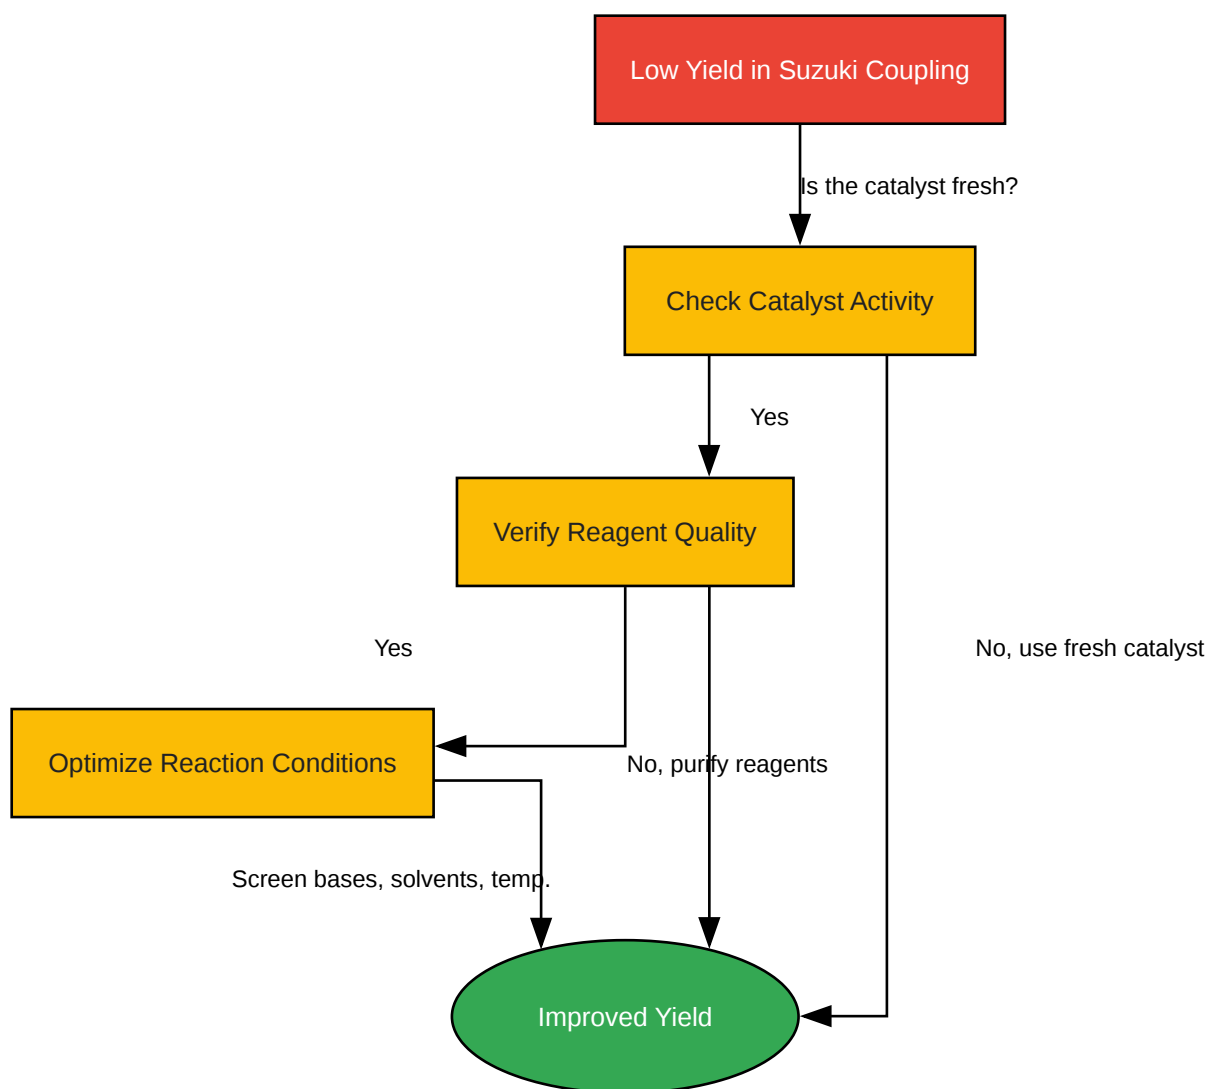 Low Yield in Suzuki Coupling
Is the catalyst fresh?
Check Catalyst Activity
Yes
Verify Reagent Quality
Yes
No, use fresh catalyst
Optimize Reaction Conditions
No, purify reagents
Screen bases, solvents, temp.
Improved Yield